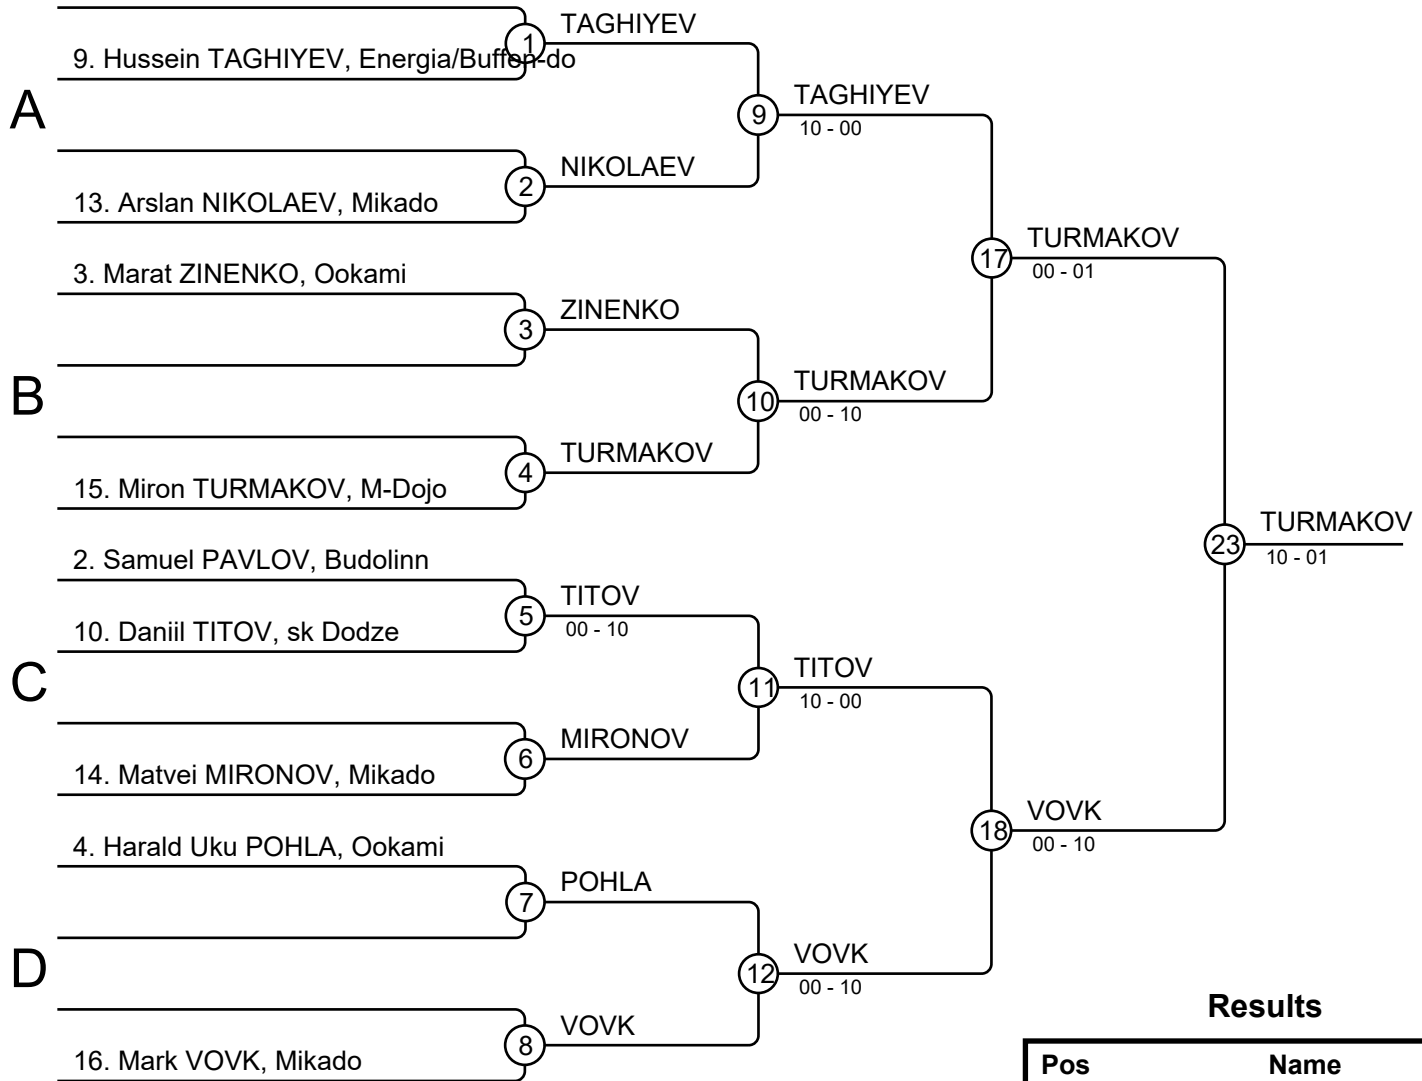 TAGHIYEV
1
9. Hussein TAGHIYEV, Energia/Buffen-do
A
TAGHIYEV
9
10 - 00
NIKOLAEV
2
13. Arslan NIKOLAEV, Mikado
TURMAKOV
17
00 - 01
3. Marat ZINENKO, Ookami
ZINENKO
3
B
TURMAKOV
10
00 - 10
TURMAKOV
4
15. Miron TURMAKOV, M-Dojo
TURMAKOV
23
10 - 01
2. Samuel PAVLOV, Budolinn
TITOV
5
00 - 10
10. Daniil TITOV, sk Dodze
C
TITOV
11
10 - 00
MIRONOV
6
14. Matvei MIRONOV, Mikado
VOVK
18
00 - 10
4. Harald Uku POHLA, Ookami
POHLA
7
D
VOVK
12
00 - 10
VOVK
8
16. Mark VOVK, Mikado
Results
Pos Name